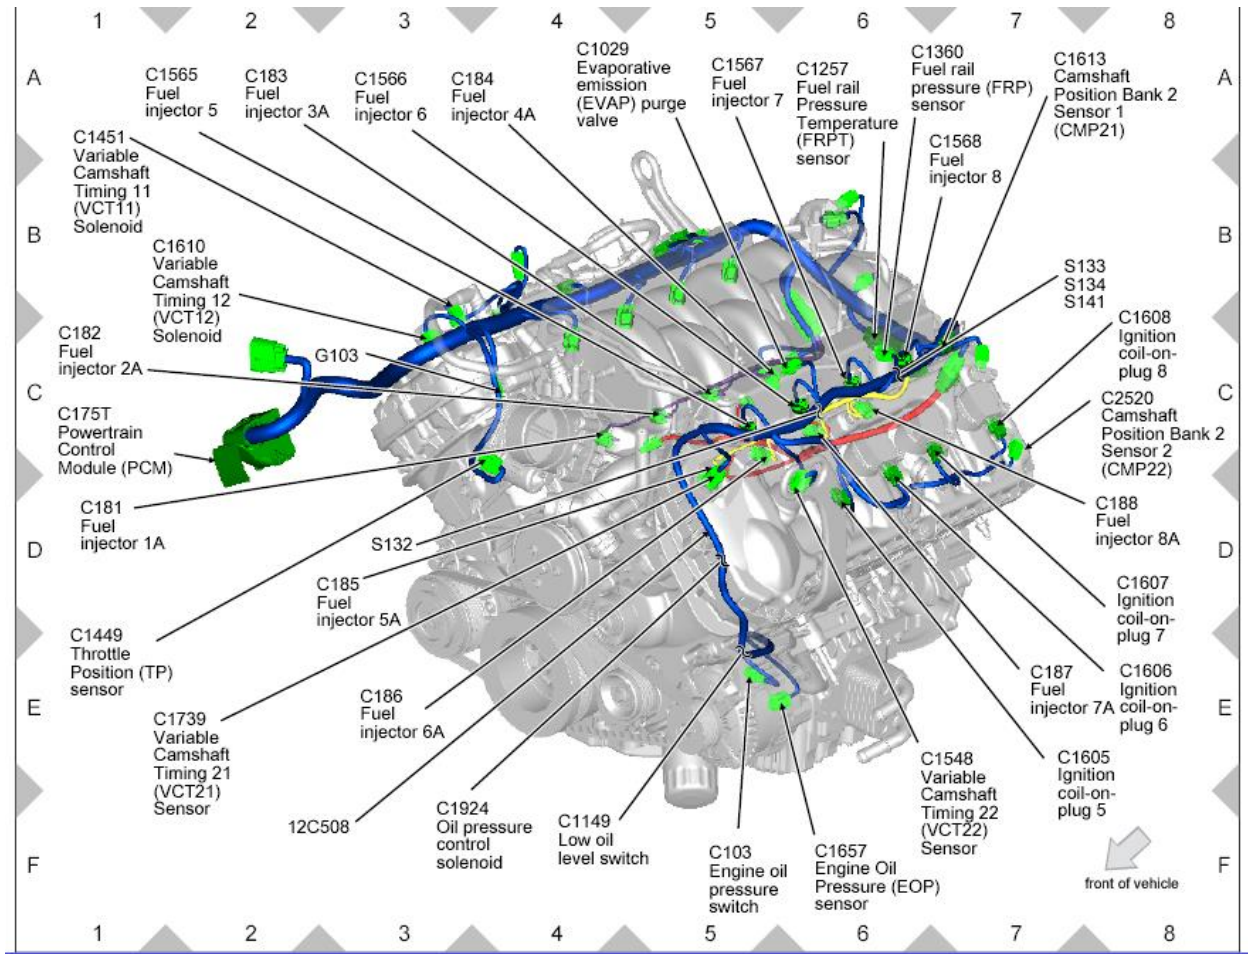 1 2 3 4 5 6 7 8
A
A
C1565
Fuel
injector 5
C183
Fuel
injector 3A
C1566
Fuel
injector 6
C184
Fuel
injector 4A
C1029
Evaporative
emission
(EVAP) purge
valve
C1567
Fuel
injector 7
C1257
Fuel rail
Pressure
Temperature
(FRPT)
sensor
C1360
Fuel rail
pressure (FRP)
sensor
C1613
Camshaft
Position Bank 2
Sensor 1
(CMP21)
C1568
Fuel
injector 8
C1451
Variable
Camshaft
Timing 11
(VCT11)
Solenoid
B
B
C1610
Variable
Camshaft
Timing 12
(VCT12)
Solenoid
S133
S134
S141
C1608
Ignition
coil-on-
plug 8
C182
Fuel
injector 2A
G103
C
C
C175T
Powertrain
Control
Module (PCM)
C2520
Camshaft
Position Bank 2
Sensor 2
(CMP22)
C181
Fuel
injector 1A
C188
Fuel
injector 8A
D
D
S132
C185
Fuel
injector 5A
C1607
Ignition
coil-on-
plug 7
C1449
Throttle
Position (TP)
sensor
C187
Fuel
injector 7A
C1606
Ignition
coil-on-
plug 6
E
E
C186
Fuel
injector 6A
C1739
Variable
Camshaft
Timing 21
(VCT21)
Sensor
C1548
Variable
Camshaft
Timing 22
(VCT22)
Sensor
C1605
Ignition
coil-on-
plug 5
12C508
C1924
Oil pressure
control
solenoid
C1149
Low oil
level switch
C103
Engine oil
pressure
switch
C1657
Engine Oil
Pressure (EOP)
sensor
F
F
front of vehicle
1 2 3 4 5 6 7 8